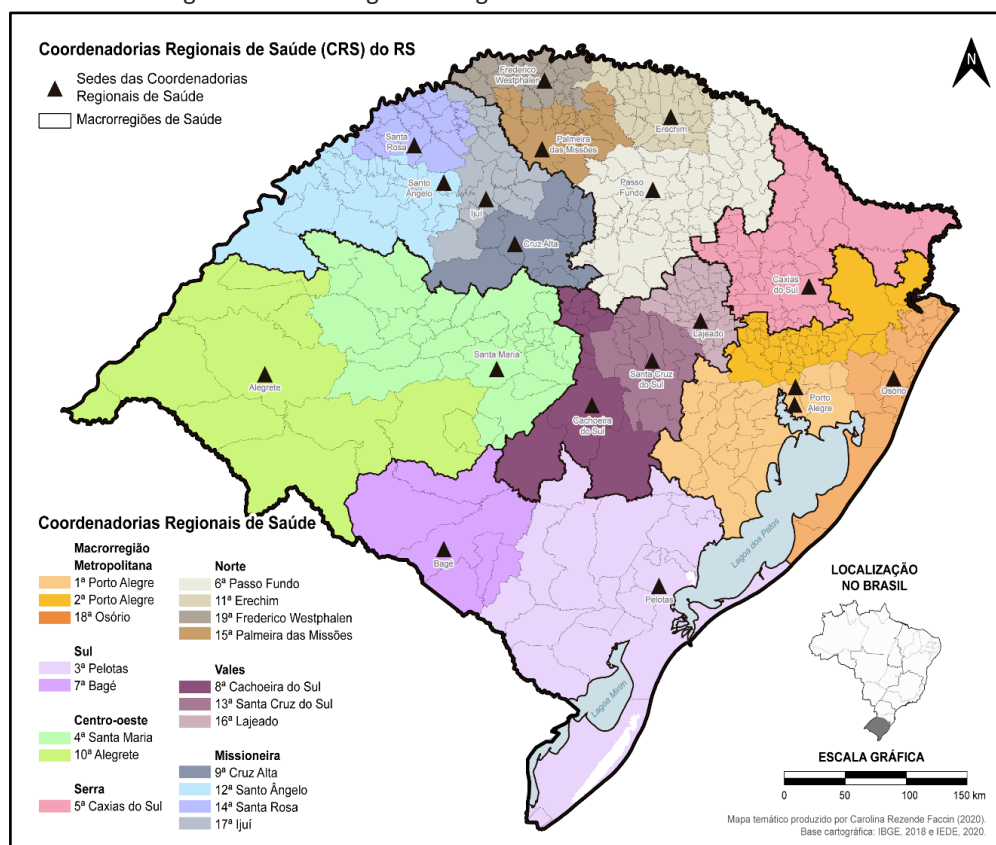 Coordenadorias Regionais de Saúde (CRS) do RS
Sedes das Coordenadorias
Regionais de Saúde
Macrorregiões de Saúde
N
Frederico
Westphalen
Erechim
Palmeira
das Missões
Santa
Rosa
Santo
Ângelo
Ijuí
Passo
Fundo
Cruz Alta
Caxias
do Sul
Lajeado
Santa Maria
Santa Cruz
do Sul
Alegrete
Osório
Porto
Alegre
Cachoeira
do Sul
Lagoa dos Patos
Bagé
Pelotas
Lagoa Mirim
Coordenadorias Regionais de Saúde
Macrorregião
Metropolitana
1ª Porto Alegre
2ª Porto Alegre
18ª Osório
Sul
3ª Pelotas
7ª Bagé
Centro-oeste
4ª Santa Maria
10ª Alegrete
Serra
5ª Caxias do Sul
Norte
6ª Passo Fundo
11ª Erechim
19ª Frederico Westphalen
15ª Palmeira das Missões
Vales
8ª Cachoeira do Sul
13ª Santa Cruz do Sul
16ª Lajeado
Missioneira
9ª Cruz Alta
12ª Santo Ângelo
14ª Santa Rosa
17ª Ijuí
LOCALIZAÇÃO
NO BRASIL
ESCALA GRÁFICA
0 50 100 150 km
Mapa temático produzido por Carolina Rezende Faccin (2020).
Base cartográfica: IBGE, 2018 e IEDE, 2020.